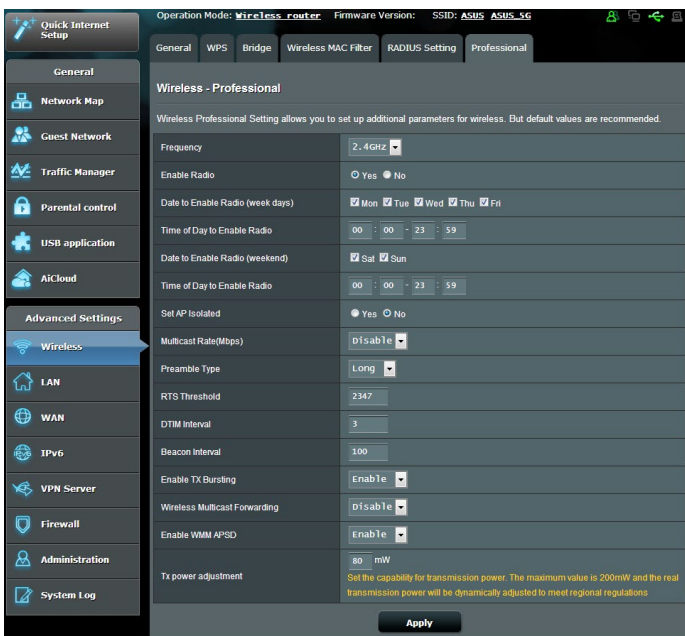 Quick Internet
Setup
Operation Mode: Wireless router Firmware Version: SSID: ASUS ASUS_5G
General WPS Bridge Wireless MAC Filter RADIUS Setting Professional
General
Network Map
Guest Network
Traffic Manager
Parental control
USB application
AiCloud
Advanced Settings
Wireless
LAN
WAN
IPv6
VPN Server
Firewall
Administration
System Log
Wireless - Professional
Wireless Professional Setting allows you to set up additional parameters for wireless. But default values are recommended.
Frequency 2.4GHz
Enable Radio Yes No
Date to Enable Radio (week days) Mon Tue Wed Thu Fri
Time of Day to Enable Radio 00 : 00 - 23 : 59
Date to Enable Radio (weekend) Sat Sun
Time of Day to Enable Radio 00 : 00 - 23 : 59
Set AP Isolated Yes No
Multicast Rate(Mbps) Disable
Preamble Type Long
RTS Threshold 2347
DTIM Interval 3
Beacon Interval 100
Enable TX Bursting Enable
Wireless Multicast Forwarding Disable
Enable WMM APSD Enable
Tx power adjustment 80 mW
Set the capability for transmission power. The maximum value is 200mW and the real
transmission power will be dynamically adjusted to meet regional regulations
Apply